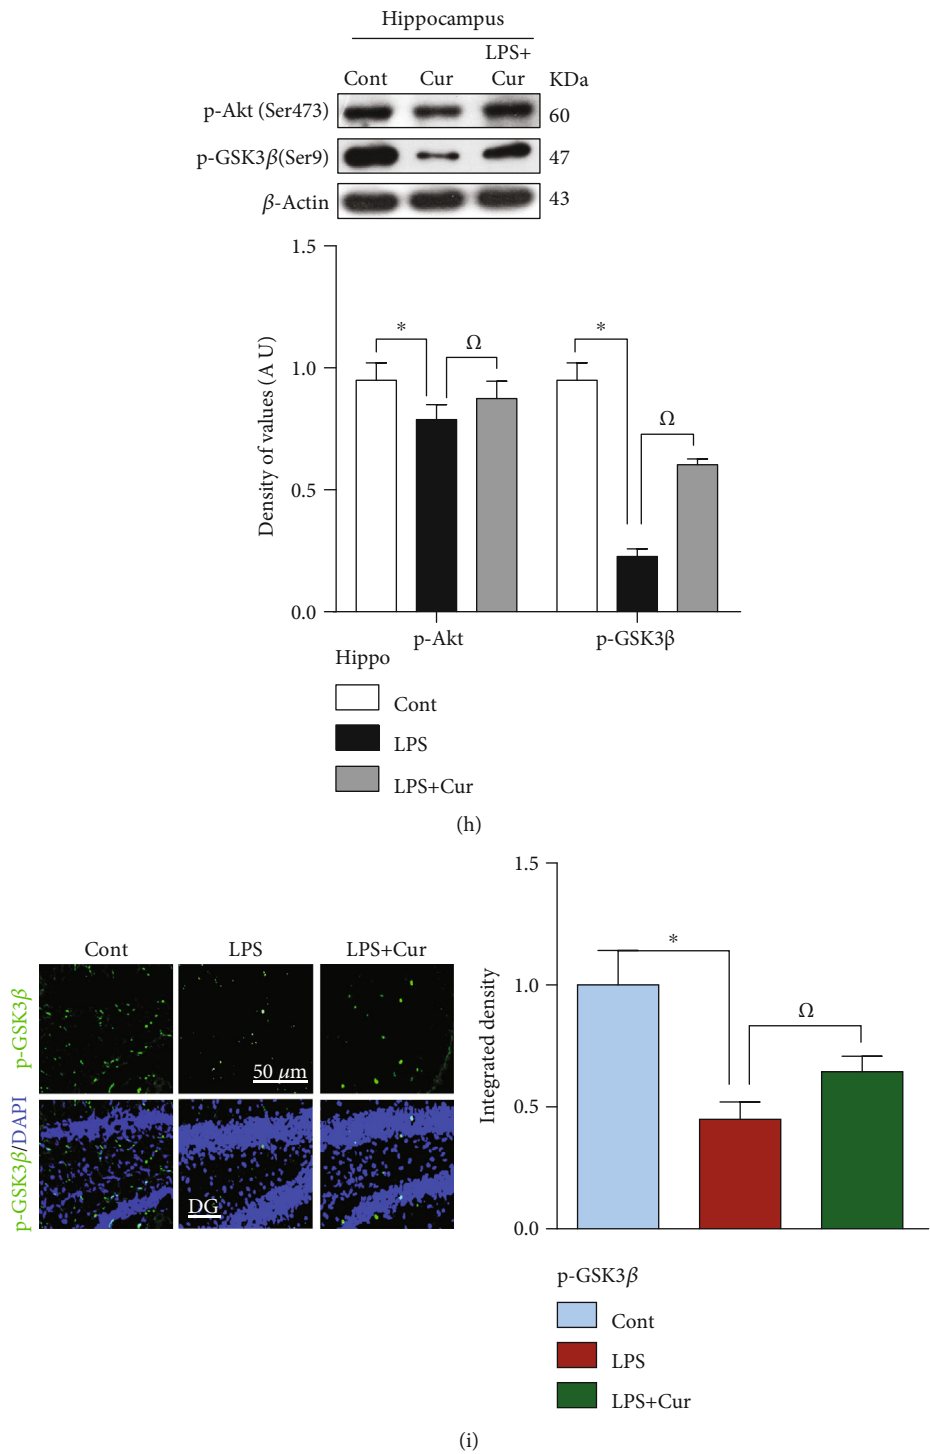 Hippocampus
LPS+
Cont Cur Cur KDa
p-Akt (Ser473) 60
p-GSK3β(Ser9) 47
β-Actin 43
1.5
1.0
0.5
0.0
Density of values (A U)
*
Ω
*
Ω
p-Akt p-GSK3β
Hippo
Cont
LPS
LPS+Cur
(h)
Cont LPS LPS+Cur
p-GSK3β
50 μm
p-GSK3β/DAPI
DG
1.5
1.0
0.5
0.0
Integrated density
*
Ω
p-GSK3β
Cont
LPS
LPS+Cur
(i)